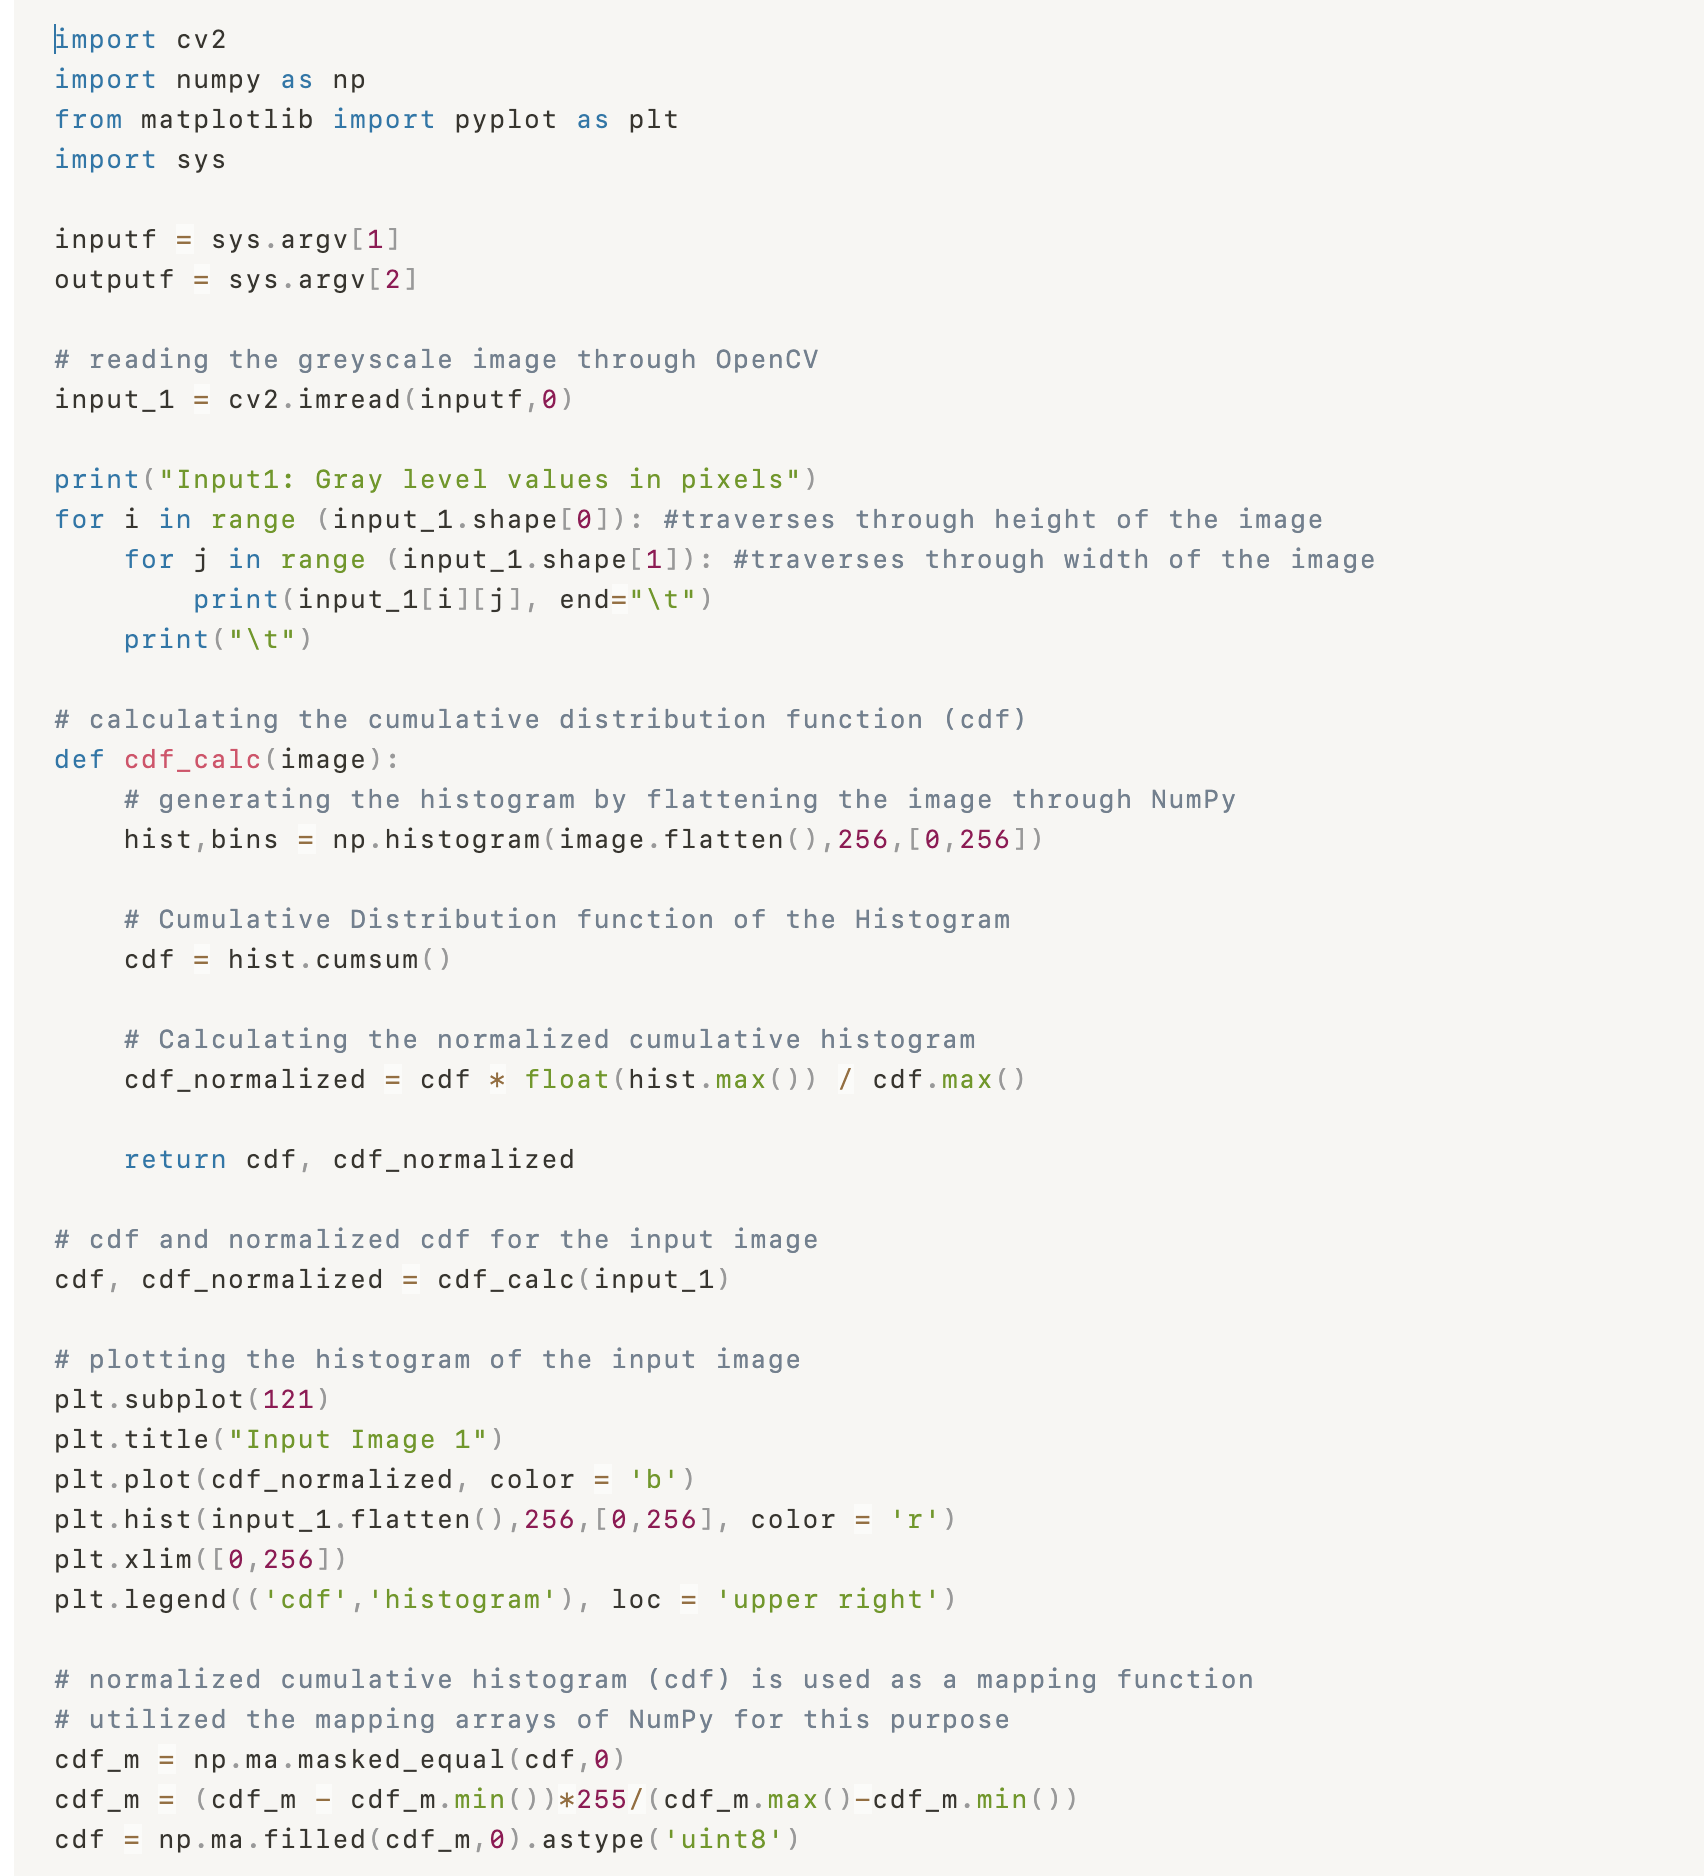 import cv2
import numpy as np
from matplotlib import pyplot as plt
import sys

inputf = sys.argv[1]
outputf = sys.argv[2]

# reading the greyscale image through OpenCV
input_1 = cv2.imread(inputf,0)

print("Input1: Gray level values in pixels")
for i in range (input_1.shape[0]): #traverses through height of the image
    for j in range (input_1.shape[1]): #traverses through width of the image
        print(input_1[i][j], end="\t")
    print("\t")

# calculating the cumulative distribution function (cdf)
def cdf_calc(image):
    # generating the histogram by flattening the image through NumPy
    hist,bins = np.histogram(image.flatten(),256,[0,256])

    # Cumulative Distribution function of the Histogram
    cdf = hist.cumsum()

    # Calculating the normalized cumulative histogram
    cdf_normalized = cdf * float(hist.max()) / cdf.max()

    return cdf, cdf_normalized

# cdf and normalized cdf for the input image
cdf, cdf_normalized = cdf_calc(input_1)

# plotting the histogram of the input image
plt.subplot(121)
plt.title("Input Image 1")
plt.plot(cdf_normalized, color = 'b')
plt.hist(input_1.flatten(),256,[0,256], color = 'r')
plt.xlim([0,256])
plt.legend(('cdf','histogram'), loc = 'upper right')

# normalized cumulative histogram (cdf) is used as a mapping function
# utilized the mapping arrays of NumPy for this purpose
cdf_m = np.ma.masked_equal(cdf,0)
cdf_m = (cdf_m - cdf_m.min())*255/(cdf_m.max()-cdf_m.min())
cdf = np.ma.filled(cdf_m,0).astype('uint8')